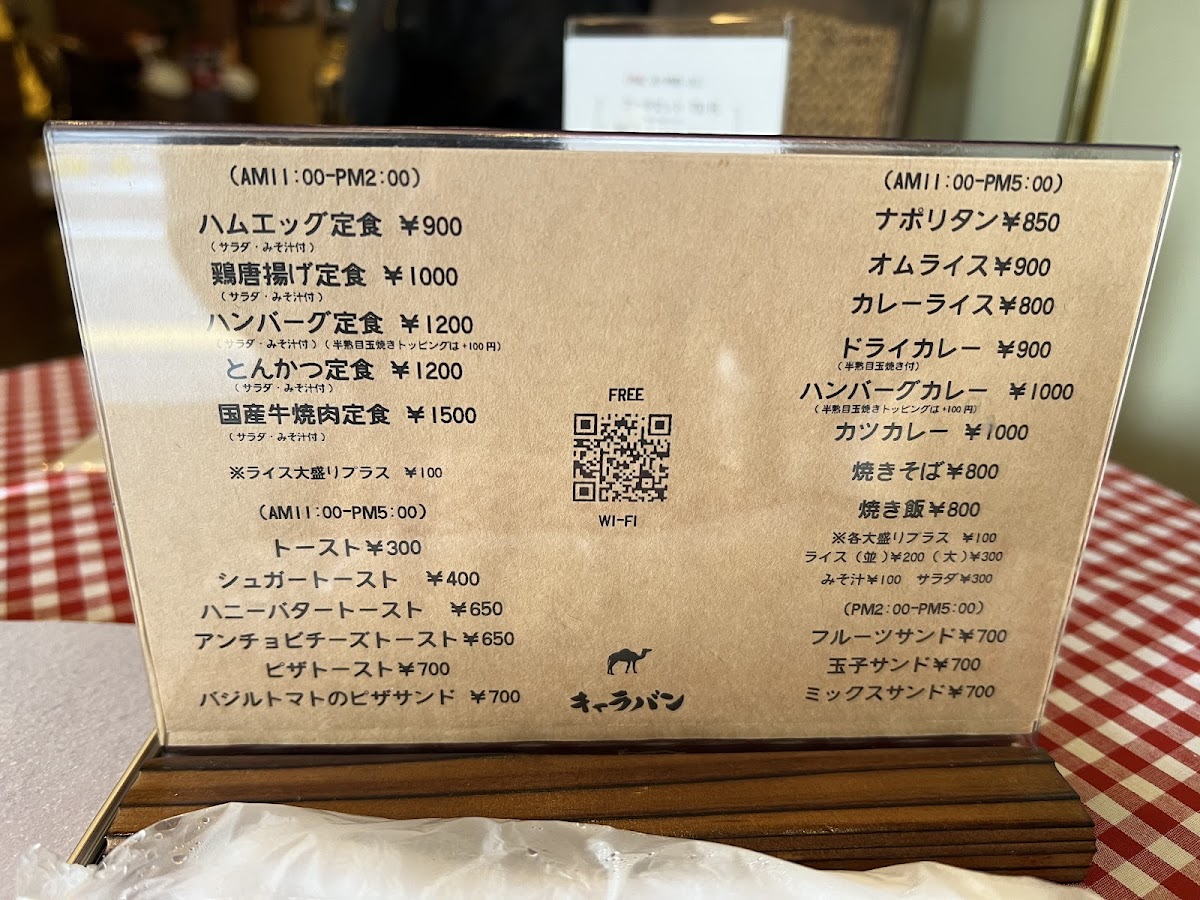 (AM11:00-PM2:00)
ハムエッグ定食 ¥900
(サラダ・みそ汁付)
鶏唐揚げ定食 ¥1000
(サラダ・みそ汁付)
ハンバーグ定食 ¥1200
(サラダ・みそ汁付)(半熟目玉焼きトッピングは+100円)
とんかつ定食 ¥1200
(サラダ・みそ汁付)
国産牛焼肉定食 ¥1500
(サラダ・みそ汁付)
※ライス大盛りプラス ¥100
(AM11:00-PM5:00)
トースト¥300
シュガートースト ¥400
ハニーバタートースト ¥650
アンチョビチーズトースト¥650
ピザトースト¥700
バジルトマトのピザサンド ¥700
FREE
WI-FI
キャラバン
(AM11:00-PM5:00)
ナポリタン¥850
オムライス¥900
カレーライス¥800
ドライカレー ¥900
(半熟目玉焼き付)
ハンバーグカレー ¥1000
(半熟目玉焼きトッピングは+100円)
カツカレー ¥1000
焼きそば¥800
焼き飯¥800
※各大盛りプラス ¥100
ライス(並)¥200(大)¥300
みそ汁¥100 サラダ¥300
(PM2:00-PM5:00)
フルーツサンド¥700
玉子サンド¥700
ミックスサンド¥700